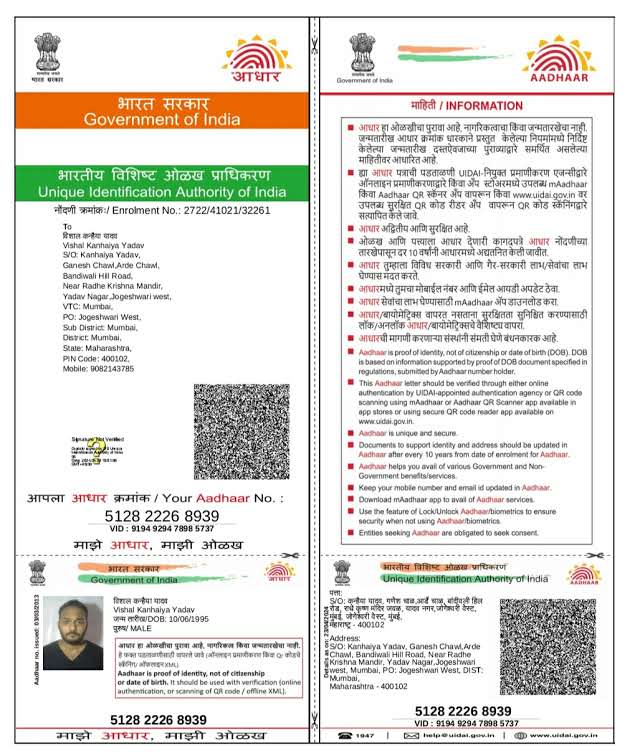 भारत सरकार
आधार
भारत सरकार
Government of India
भारतीय विशिष्ट ओळख प्राधिकरण
Unique Identification Authority of India
नोंदणी क्रमांक:/ Enrolment No.: 2722/41021/32261
To
विशाल कन्हैया यादव
Vishal Kanhaiya Yadav
S/O: Kanhaiya Yadav,
Ganesh Chawl,Arde Chawl,
Bandiwali Hill Road,
Near Radhe Krishna Mandir,
Yadav Nagar,Jogeshwari west,
VTC: Mumbai,
PO: Jogeshwari West,
Sub District: Mumbai,
District: Mumbai,
State: Maharashtra,
PIN Code: 400102,
Mobile: 9082143785
Signature Not Verified
आपला आधार क्रमांक / Your Aadhaar No. :
5128 2226 8939
VID : 9194 9294 7898 5737
माझे आधार, माझी ओळख
Government of India
AADHAAR
माहिती / INFORMATION
आधार हा ओळखीचा पुरावा आहे, नागरिकत्वाचा किंवा जन्मतारखेचा नाही.
जन्मतारीख आधार क्रमांक धारकाने प्रस्तुत केलेल्या नियमांमध्ये निर्दिष्ट
केलेल्या जन्मतारीख दस्तऐवजाच्या पुराव्याद्वारे समर्थित असलेल्या
माहितीवर आधारित आहे.
ह्या आधार पत्राची पडताळणी UIDAI-नियुक्त प्रमाणीकरण एजन्सीद्वारे
ऑनलाइन प्रमाणीकरणाद्वारे किंवा ॲप स्टोअरमध्ये उपलब्ध mAadhaar
किंवा Aadhaar QR स्कॅनर ॲप वापरून किंवा www.uidai.gov.in वर
उपलब्ध सुरक्षित QR कोड रीडर ॲप वापरून QR कोड स्कॅनिंगद्वारे
सत्यापित केले जावे.
आधार अद्वितीय आणि सुरक्षित आहे.
ओळख आणि पत्त्याला आधार देणारी कागदपत्रे आधार नोंदणीच्या
तारखेपासून दर 10 वर्षांनी आधारमध्ये अद्यतनित केली जावीत.
आधार तुम्हाला विविध सरकारी आणि गैर-सरकारी लाभ/सेवांचा लाभ
घेण्यास मदत करते.
आधारमध्ये तुमचा मोबाईल नंबर आणि ईमेल आयडी अपडेट ठेवा.
आधार सेवांचा लाभ घेण्यासाठी mAadhaar ॲप डाउनलोड करा.
आधार/बायोमेट्रिक्स वापरत नसताना सुरक्षितता सुनिश्चित करण्यासाठी
लॉक/अनलॉक आधार/बायोमेट्रिक्सचे वैशिष्ट्य वापरा.
आधारची मागणी करणाऱ्या संस्थांनी संमती घेणे बंधनकारक आहे.
Aadhaar is proof of identity, not of citizenship or date of birth (DOB). DOB
is based on information supported by proof of DOB document specified in
regulations, submitted by Aadhaar number holder.
This Aadhaar letter should be verified through either online
authentication by UIDAI-appointed authentication agency or QR code
scanning using mAadhaar or Aadhaar QR Scanner app available in
app stores or using secure QR code reader app available on
www.uidai.gov.in.
Aadhaar is unique and secure.
Documents to support identity and address should be updated in
Aadhaar after every 10 years from date of enrolment for Aadhaar.
Aadhaar helps you avail of various Government and Non-
Government benefits/services.
Keep your mobile number and email id updated in Aadhaar.
Download mAadhaar app to avail of Aadhaar services.
Use the feature of Lock/Unlock Aadhaar/biometrics to ensure
security when not using Aadhaar/biometrics.
Entities seeking Aadhaar are obligated to seek consent.
भारत सरकार
Government of India
आधार
Aadhaar no. issued: 03/03/2013
विशाल कन्हैया यादव
Vishal Kanhaiya Yadav
जन्म तारीख/DOB: 10/06/1995
पुरुष/ MALE
आधार हा ओळखीचा पुरावा आहे, नागरिकत्व किंवा जन्मतारखेचा नाही.
हे फक्त पडताळणीसाठी वापरले जावे (ऑनलाइन प्रमाणीकरण किंवा Qr कोडचे
स्कॅनिंग/ ऑफलाइन XML)
Aadhaar is proof of identity, not of citizenship
or date of birth. It should be used with verification (online
authentication, or scanning of QR code / offline XML).
5128 2226 8939
माझे आधार, माझी ओळख
भारतीय विशिष्ट ओळख प्राधिकरण
Unique Identification Authority of India
AADHAAR
पत्ता:
S/O: कन्हैया यादव, गणेश चाळ,आर्डे चाळ, बांदीवली हिल
रोड, राधे कृष्ण मंदिर जवळ, यादव नगर,जोगेश्वरी वेस्ट,
मुंबई, जोगेश्वरी वेस्ट, मुंबई,
महाराष्ट्र - 400102
Address:
S/O: Kanhaiya Yadav, Ganesh Chawl,Arde
Chawl, Bandiwali Hill Road, Near Radhe
Krishna Mandir, Yadav Nagar,Jogeshwari
west, Mumbai, PO: Jogeshwari West, DIST:
Mumbai,
Maharashtra - 400102
5128 2226 8939
VID : 9194 9294 7898 5737
1947
help@uidai.gov.in
www.uidai.gov.in